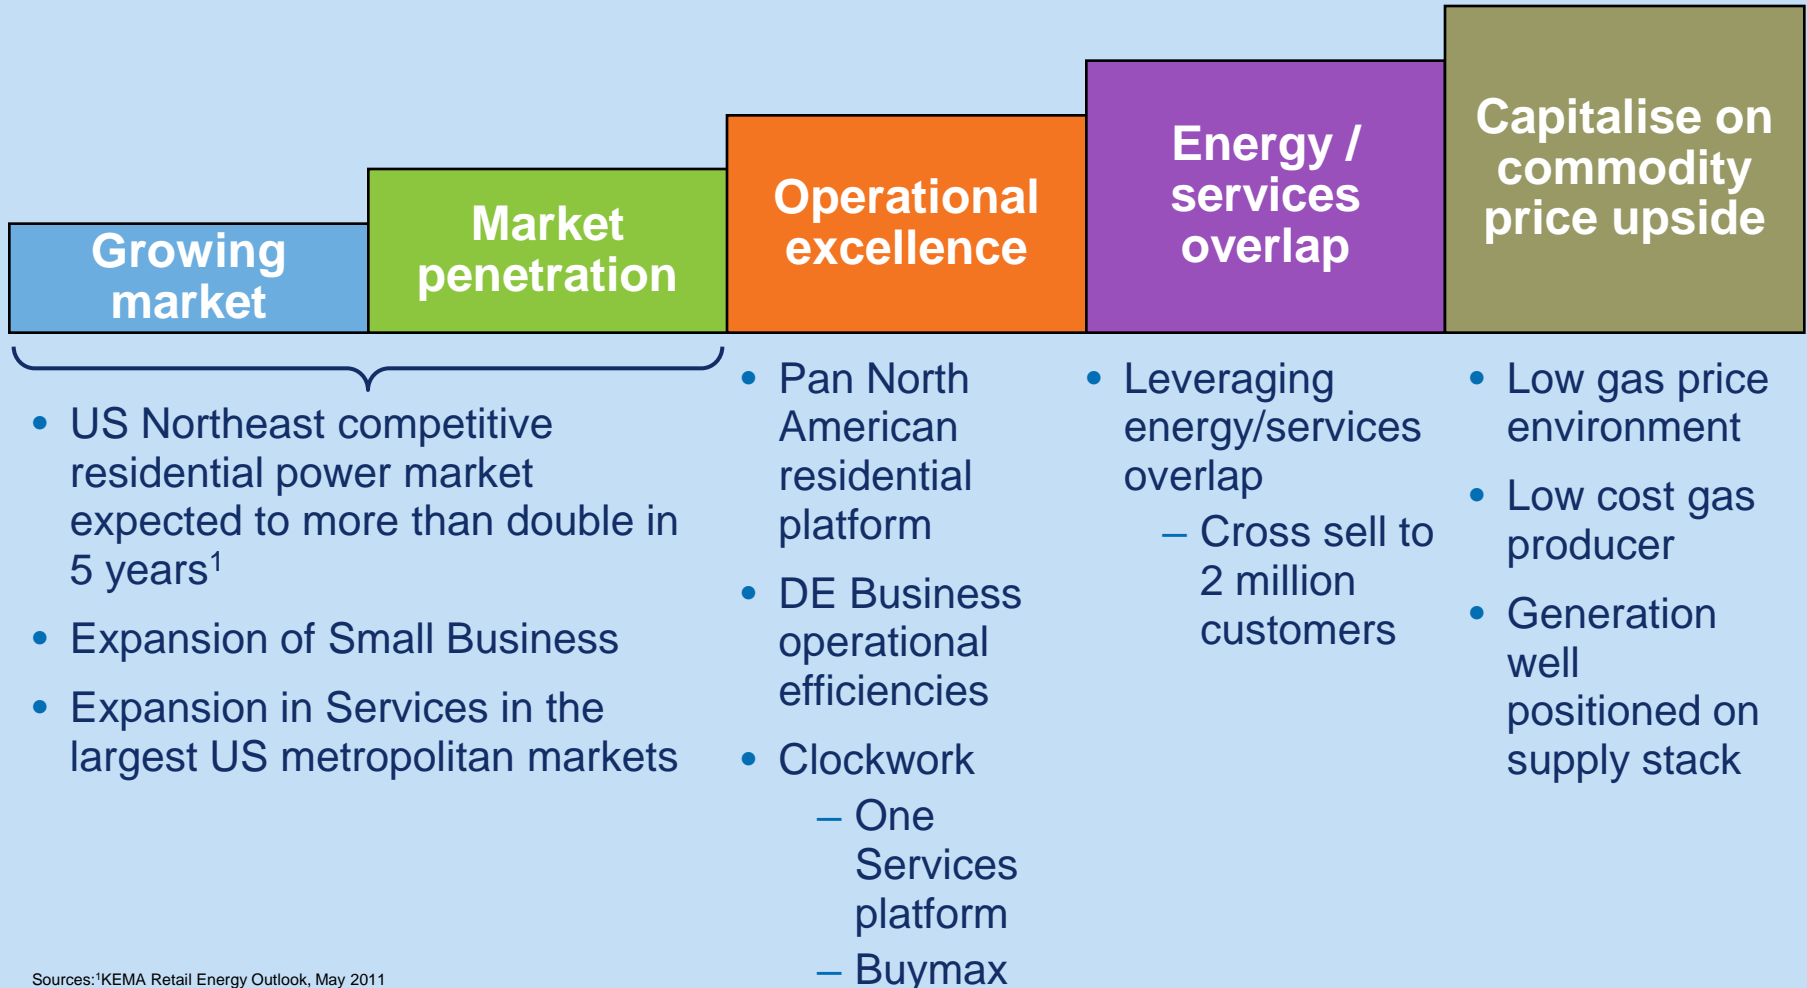 Growing
market
Market
penetration
Operational
excellence
Energy /
services
overlap
Capitalise on
commodity
price upside
• US Northeast competitive
residential power market
expected to more than double in
5 years¹
• Expansion of Small Business
• Expansion in Services in the
largest US metropolitan markets
• Pan North
American
residential
platform
• DE Business
operational
efficiencies
• Clockwork
– One
Services
platform
– Buymax
• Leveraging
energy/services
overlap
– Cross sell to
2 million
customers
• Low gas price
environment
• Low cost gas
producer
• Generation
well
positioned on
supply stack
Sources:¹KEMA Retail Energy Outlook, May 2011